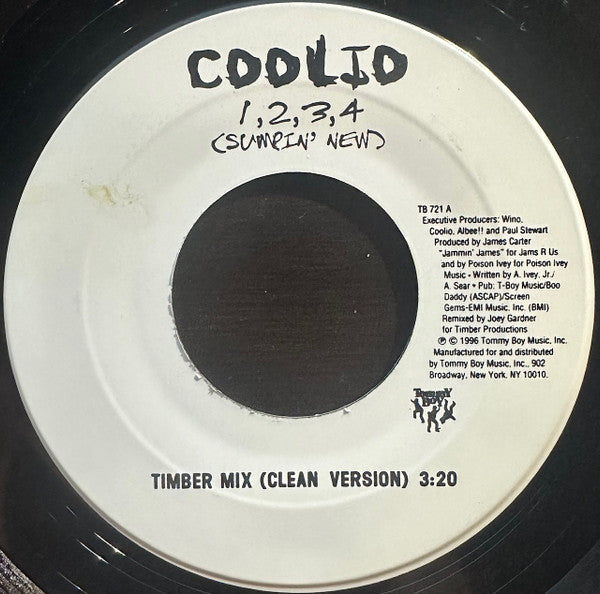 COOLIO
1,2,3,4
(SUMPIN' NEW)
TB 721 A
Executive Producers: Wino,
Coolio, Albee!! and Paul Stewart
Produced by James Carter
"Jammin' James" for Jams R Us
and by Poison Ivey for Poison Ivey
Music • Written by A. Ivey, Jr./
A. Sear • Pub: T-Boy Music/Boo
Daddy (ASCAP)/Screen
Gems-EMI Music, Inc. (BMI)
Remixed by Joey Gardner
for Timber Productions
℗ © 1996 Tommy Boy Music, Inc.
Manufactured for and distributed
by Tommy Boy Music, Inc., 902
Broadway, New York, NY 10010.
TOMMY
BOY
TIMBER MIX (CLEAN VERSION) 3:20